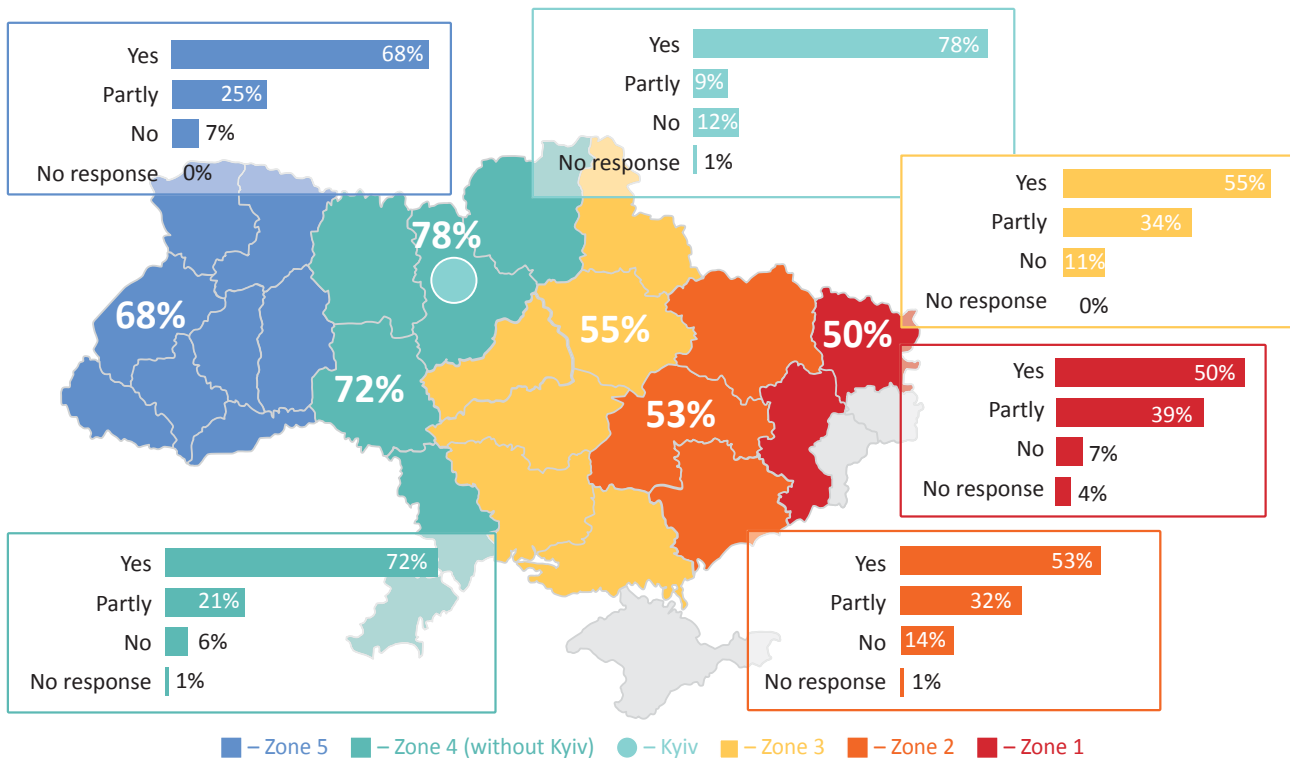 Yes 68%
Partly 25%
No 7%
No response 0%
Yes 78%
Partly 9%
No 12%
No response 1%
Yes 55%
Partly 34%
No 11%
No response 0%
78%
68%
55%
50%
72%
53%
Yes 50%
Partly 39%
No 7%
No response 4%
Yes 72%
Partly 21%
No 6%
No response 1%
Yes 53%
Partly 32%
No 14%
No response 1%
– Zone 5 – Zone 4 (without Kyiv) – Kyiv – Zone 3 – Zone 2 – Zone 1